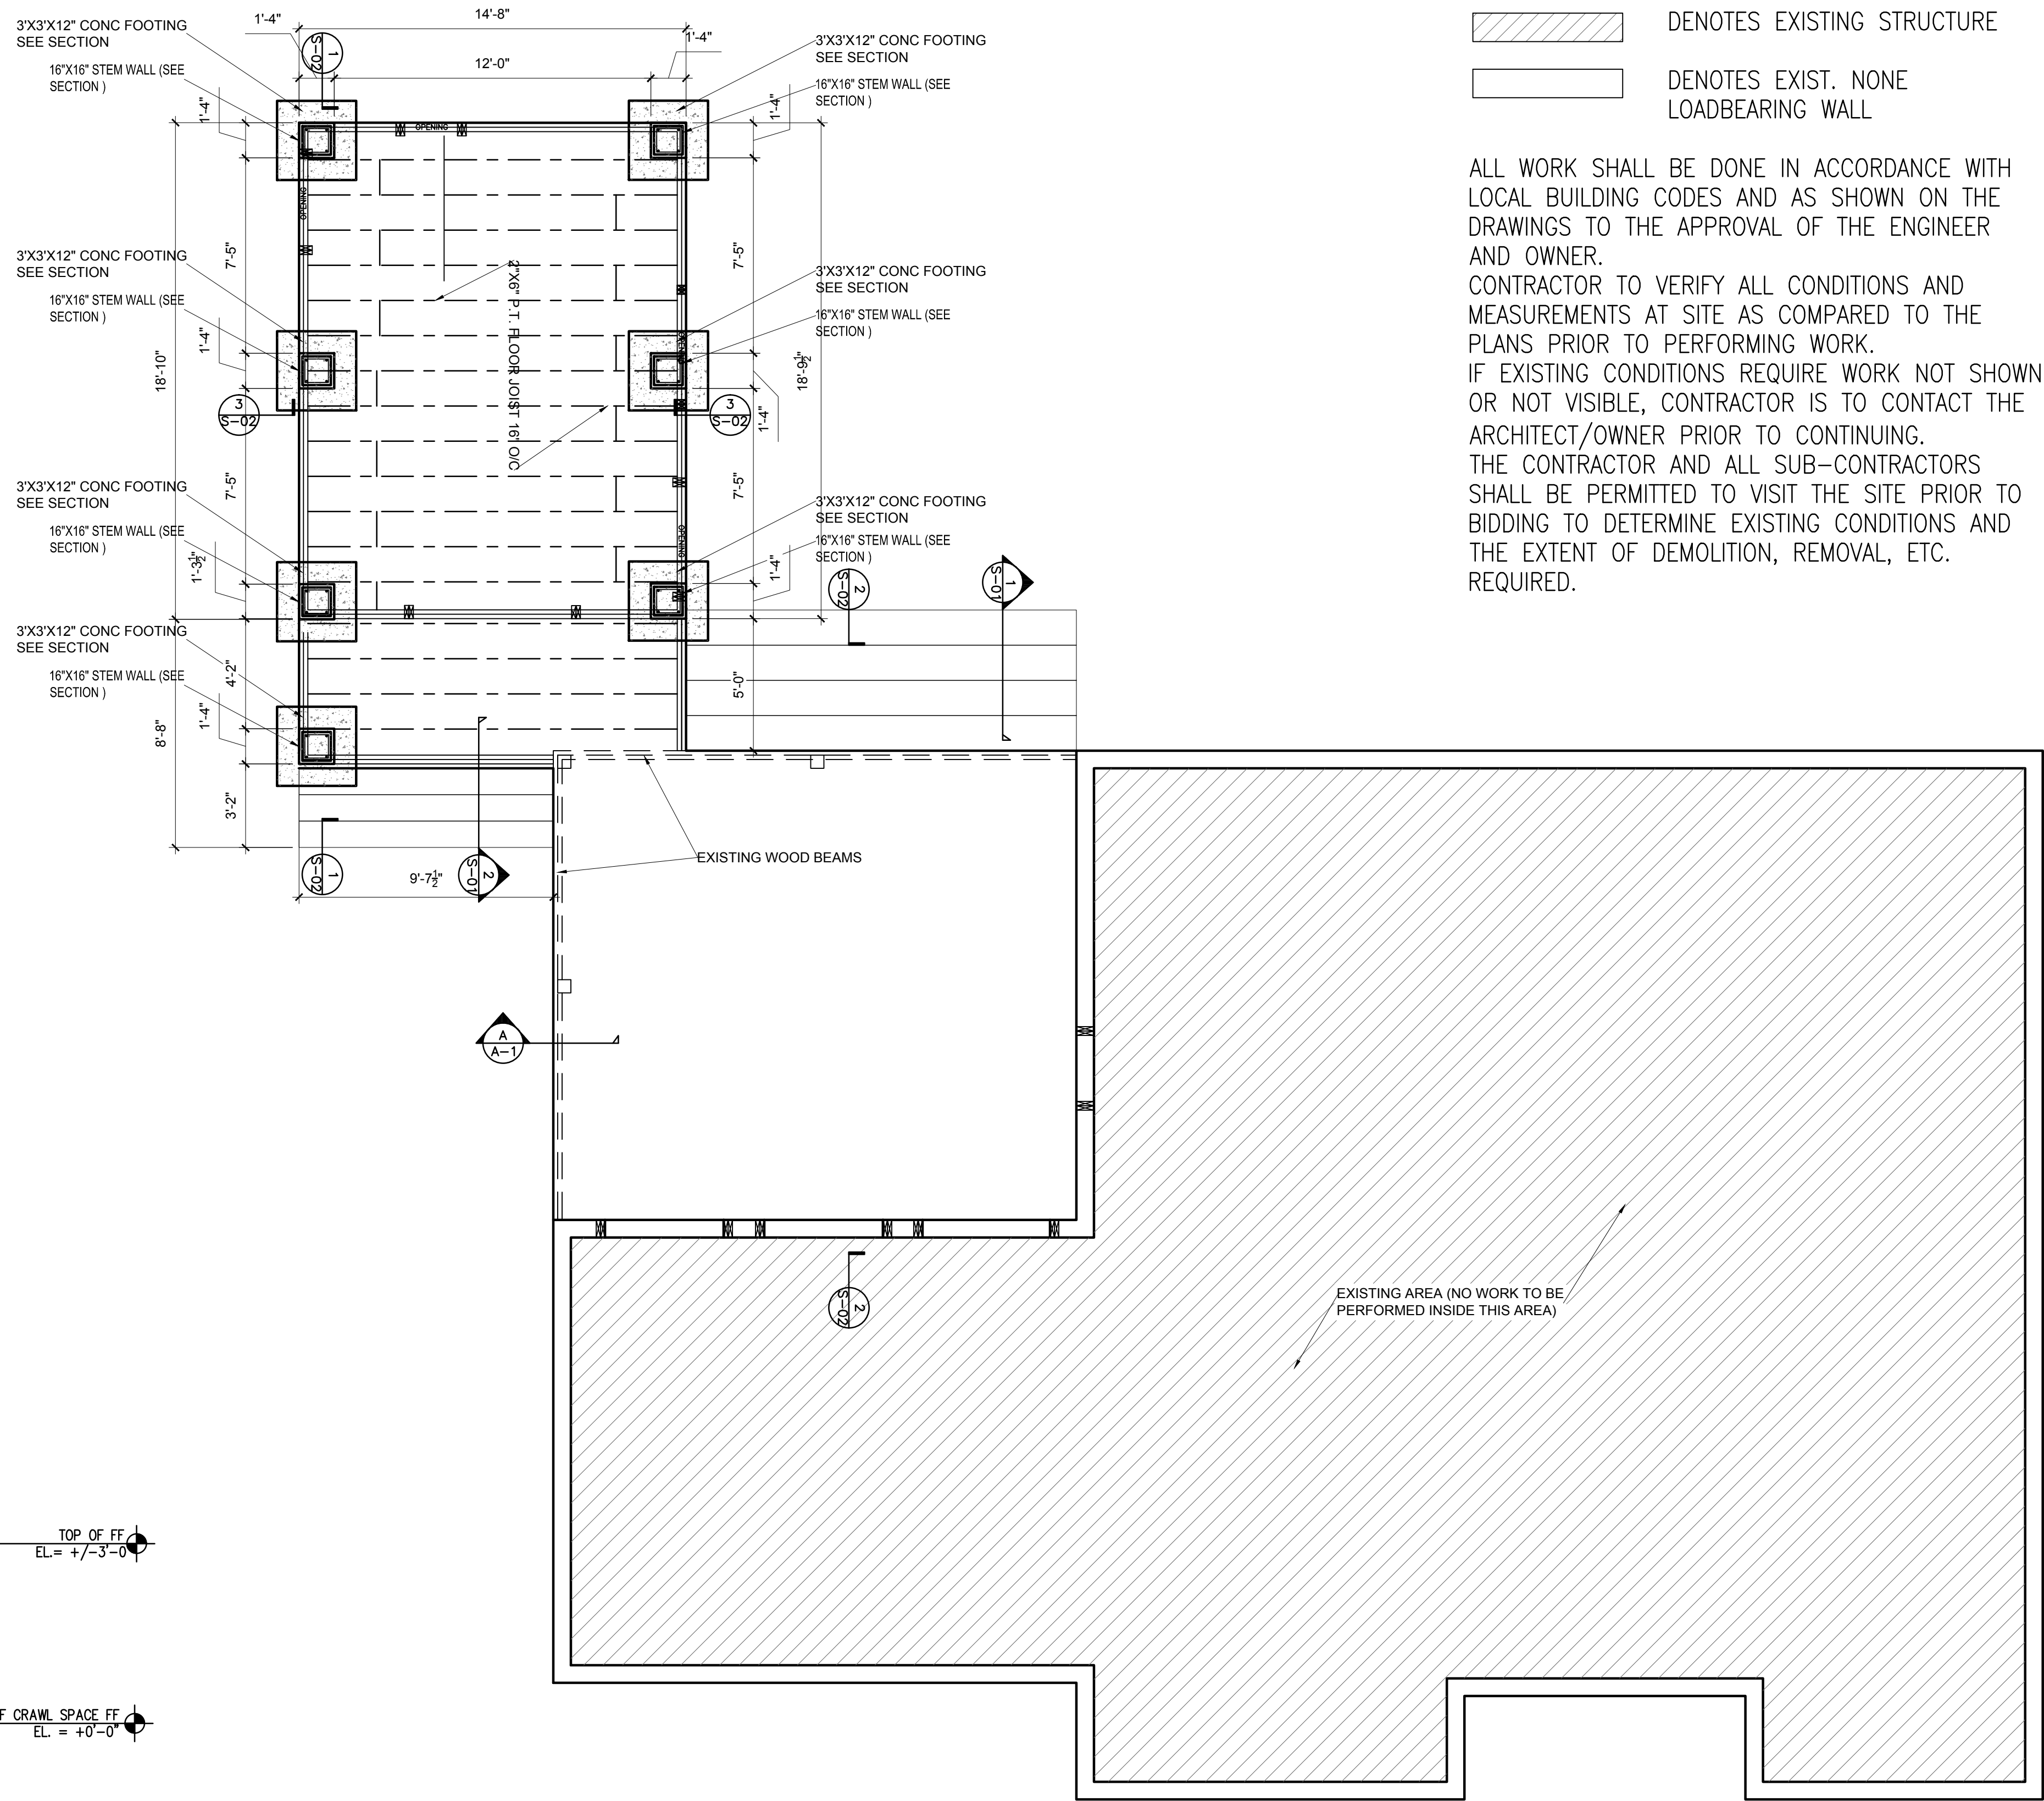 14'-8"
1'-4"
3'X3'X12" CONC FOOTING
SEE SECTION
1
S-02
1'-4"
3'X3'X12" CONC FOOTING
SEE SECTION
12'-0"
16"X16" STEM WALL (SEE
SECTION )
16"X16" STEM WALL (SEE
SECTION )
1'-4"
1'-4"
OPENING
OPENING
7'-5"
7'-5"
3'X3'X12" CONC FOOTING
SEE SECTION
16"X16" STEM WALL (SEE
SECTION )
3'X3'X12" CONC FOOTING
SEE SECTION
16"X16" STEM WALL (SEE
SECTION )
2"X6" P.T. FLOOR JOIST 16' O/C
OPENING
1'-4"
18'-10"
18'-9½"
3
S-02
3
S-02
1'-4"
7'-5"
7'-5"
3'X3'X12" CONC FOOTING
SEE SECTION
16"X16" STEM WALL (SEE
SECTION )
3'X3'X12" CONC FOOTING
SEE SECTION
16"X16" STEM WALL (SEE
SECTION )
OPENING
1'-3½"
1'-4"
2
S-02
1
S-01
3'X3'X12" CONC FOOTING
SEE SECTION
16"X16" STEM WALL (SEE
SECTION )
4'-2"
5'-0"
1'-4"
8'-8"
3'-2"
1
S-02
9'-7½"
2
S-01
EXISTING WOOD BEAMS
A
A-1
2
S-02
EXISTING AREA (NO WORK TO BE
PERFORMED INSIDE THIS AREA)
TOP OF FF
EL.= +/-3'-0
F CRAWL SPACE FF
EL. = +0'-0"
DENOTES EXISTING STRUCTURE
DENOTES EXIST. NONE
LOADBEARING WALL
ALL WORK SHALL BE DONE IN ACCORDANCE WITH
LOCAL BUILDING CODES AND AS SHOWN ON THE
DRAWINGS TO THE APPROVAL OF THE ENGINEER
AND OWNER.
CONTRACTOR TO VERIFY ALL CONDITIONS AND
MEASUREMENTS AT SITE AS COMPARED TO THE
PLANS PRIOR TO PERFORMING WORK.
IF EXISTING CONDITIONS REQUIRE WORK NOT SHOWN
OR NOT VISIBLE, CONTRACTOR IS TO CONTACT THE
ARCHITECT/OWNER PRIOR TO CONTINUING.
THE CONTRACTOR AND ALL SUB-CONTRACTORS
SHALL BE PERMITTED TO VISIT THE SITE PRIOR TO
BIDDING TO DETERMINE EXISTING CONDITIONS AND
THE EXTENT OF DEMOLITION, REMOVAL, ETC.
REQUIRED.